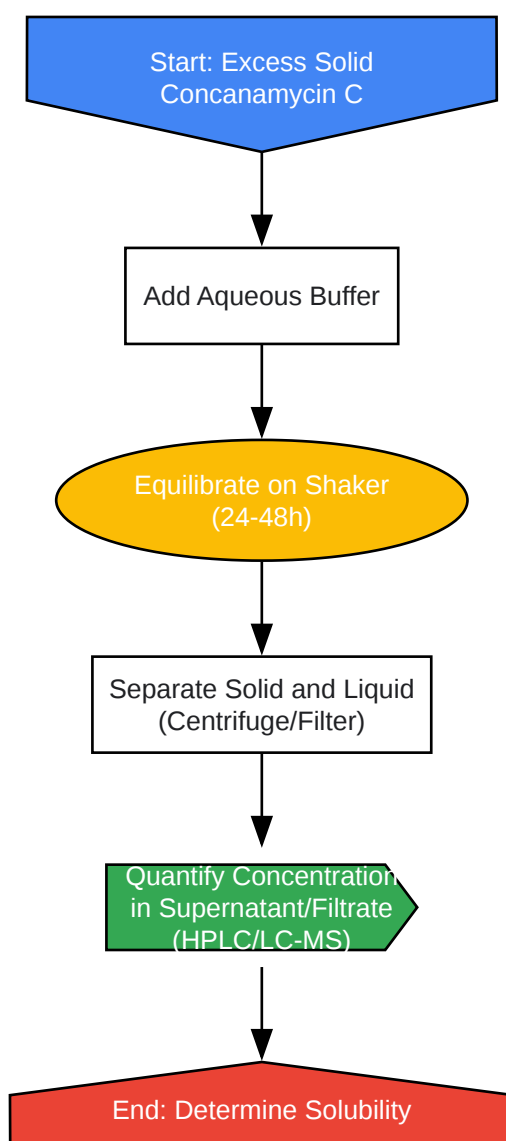 Start: Excess Solid
Concanamycin C
Add Aqueous Buffer
Equilibrate on Shaker
(24-48h)
Separate Solid and Liquid
(Centrifuge/Filter)
Quantify Concentration
in Supernatant/Filtrate
(HPLC/LC-MS)
End: Determine Solubility